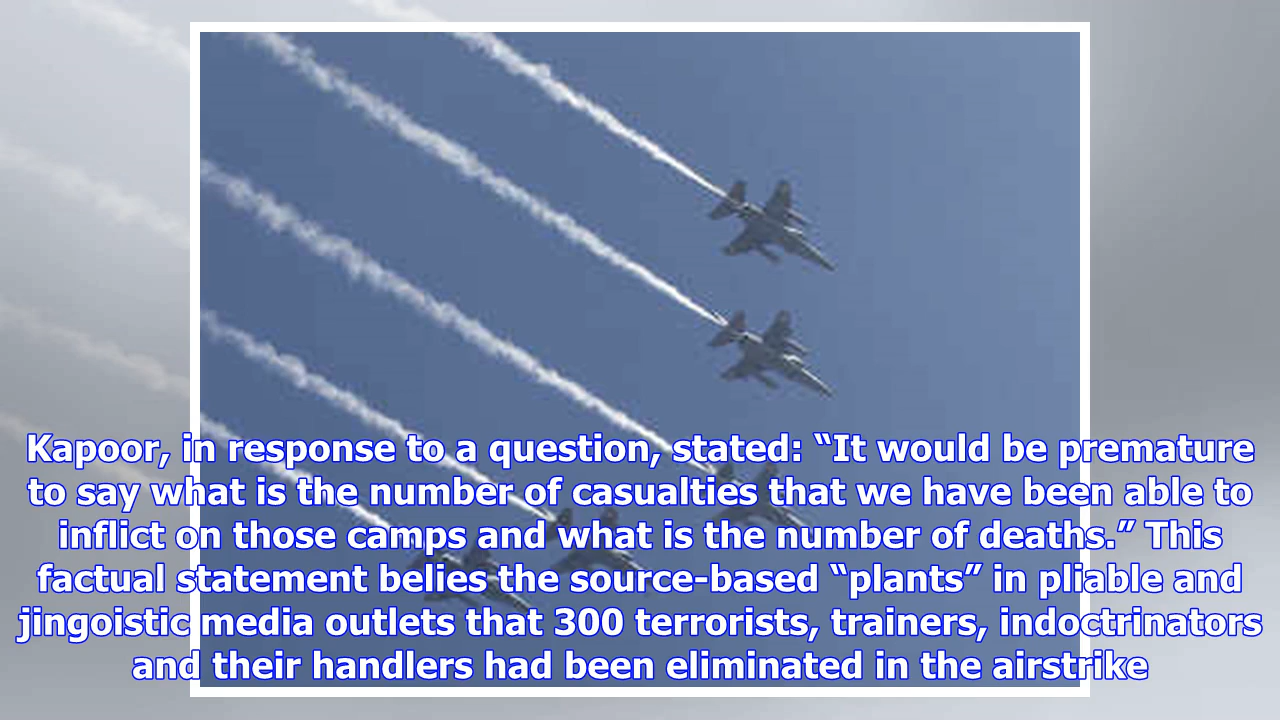 Kapoor, in response to a question, stated: “It would be premature
to say what is the number of casualties that we have been able to
inflict on those camps and what is the number of deaths.” This
factual statement belies the source-based “plants” in pliable and
jingoistic media outlets that 300 terrorists, trainers, indoctrinators
and their handlers had been eliminated in the airstrike